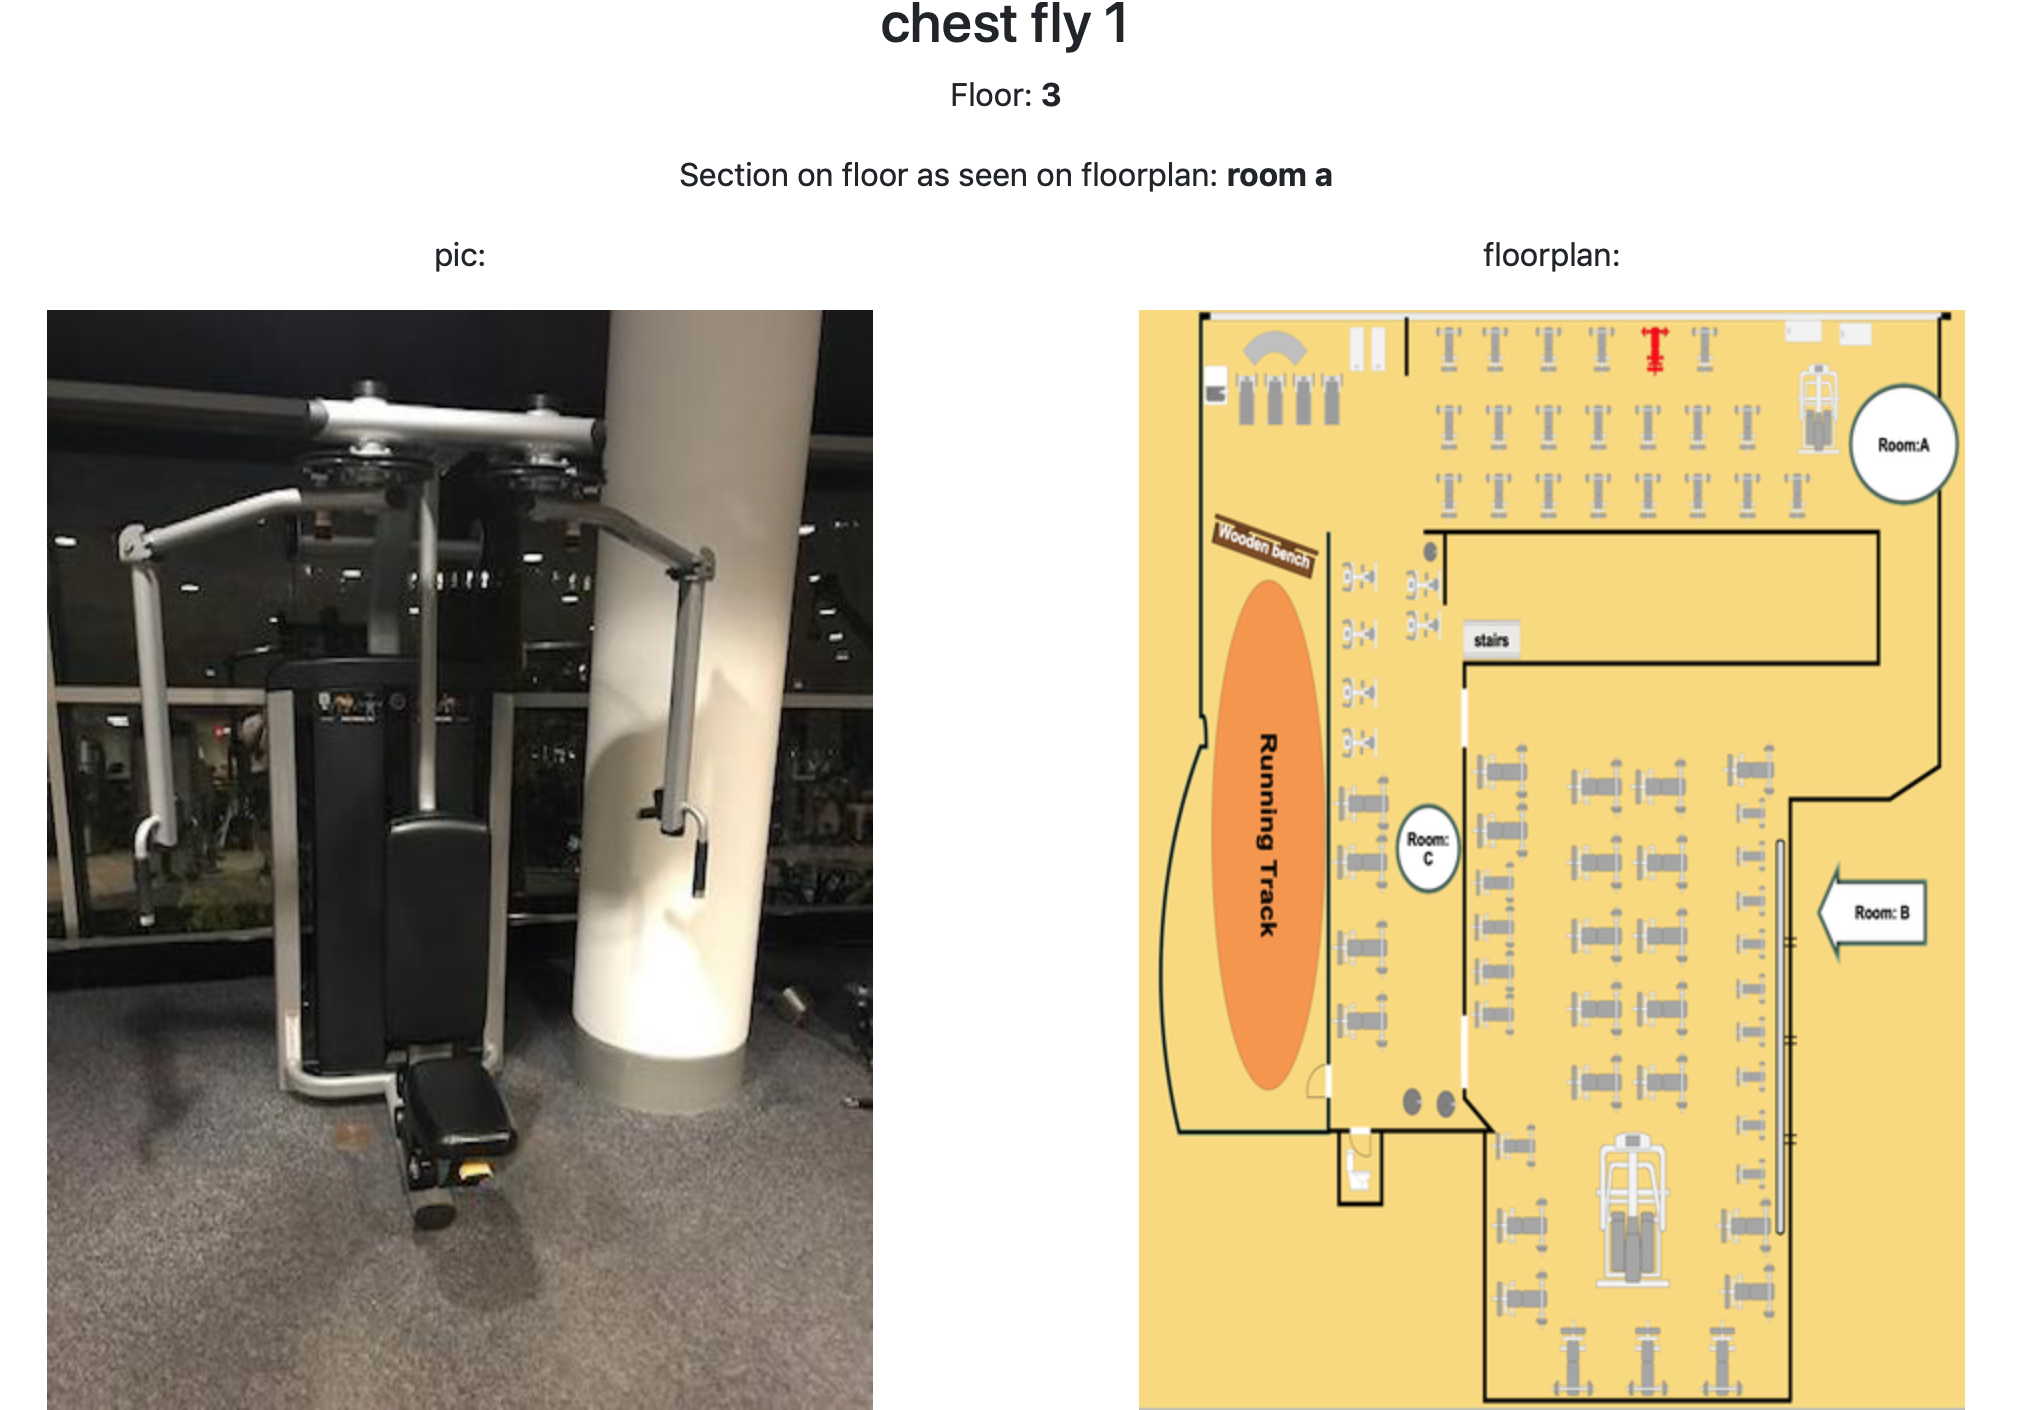 chest fly 1
Floor: 3
Section on floor as seen on floorplan: room a
pic:
floorplan:
Room:A
Wooden bench
stairs
Running Track
Room:
C
Room: B